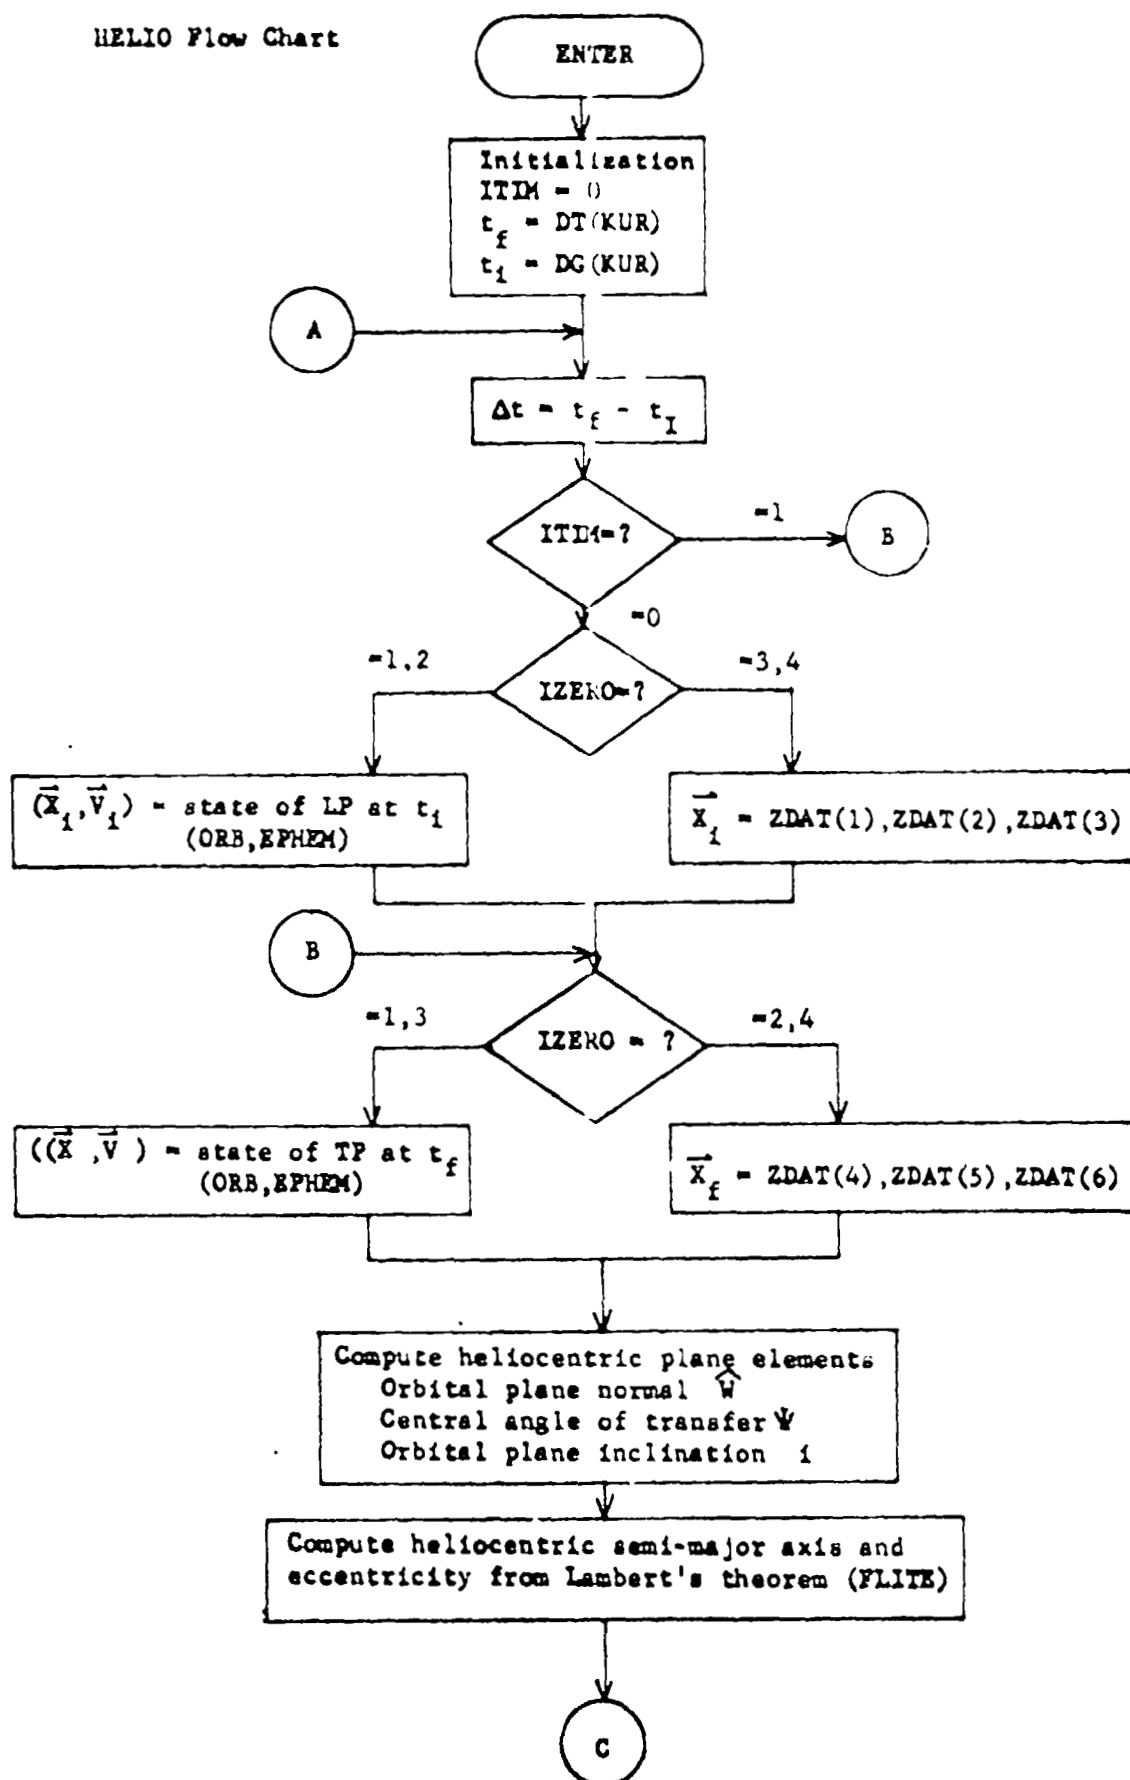 HELIO Flow Chart
ENTER
Initialization
ITIM = 0
t_f = DT(KUR)
t_i = DG(KUR)
A
Δt = t_f - t_I
ITIM=?
=1
B
=0
IZERO=?
=1,2
=3,4
(X⃗_i,V⃗_i) = state of LP at t_i
(ORB,EPHEM)
X⃗_i = ZDAT(1),ZDAT(2),ZDAT(3)
B
IZERO = ?
=1,3
=2,4
((X⃗ ,V⃗ ) = state of TP at t_f
(ORB,EPHEM)
X⃗_f = ZDAT(4),ZDAT(5),ZDAT(6)
Compute heliocentric plane elements
Orbital plane normal Ŵ
Central angle of transfer Ψ
Orbital plane inclination i
Compute heliocentric semi-major axis and
eccentricity from Lambert's theorem (FLITE)
C